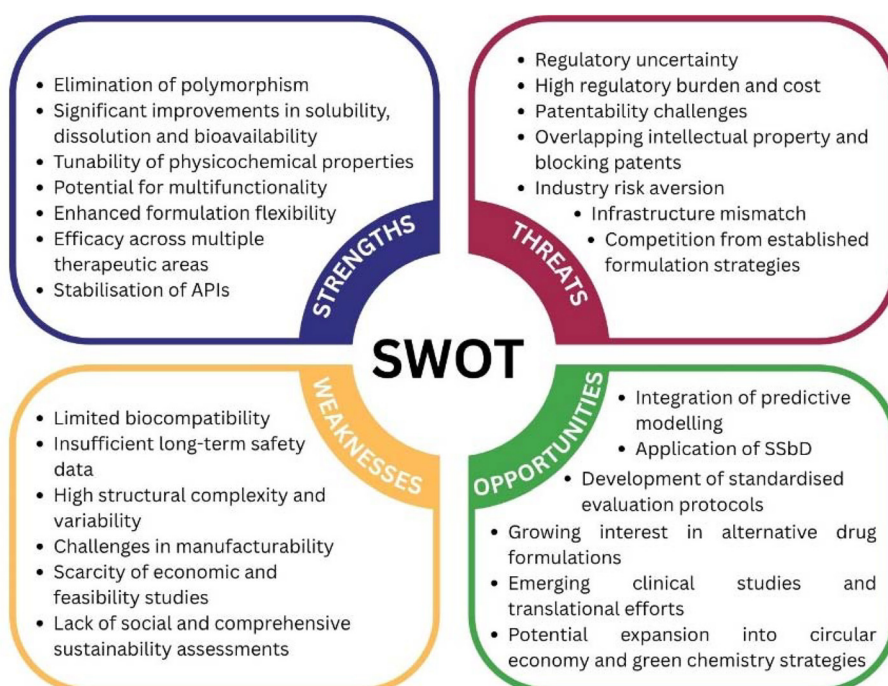 • Elimination of polymorphism
• Significant improvements in solubility,
dissolution and bioavailability
• Tunability of physicochemical properties
• Potential for multifunctionality
• Enhanced formulation flexibility
• Efficacy across multiple
therapeutic areas
• Stabilisation of APIs
STRENGTHS
• Regulatory uncertainty
• High regulatory burden and cost
• Patentability challenges
• Overlapping intellectual property and
blocking patents
• Industry risk aversion
• Infrastructure mismatch
• Competition from established
formulation strategies
THREATS
SWOT
WEAKNESSES
• Limited biocompatibility
• Insufficient long-term safety
data
• High structural complexity and
variability
• Challenges in manufacturability
• Scarcity of economic and
feasibility studies
• Lack of social and comprehensive
sustainability assessments
OPPORTUNITIES
• Integration of predictive
modelling
• Application of SSbD
• Development of standardised
evaluation protocols
• Growing interest in alternative drug
formulations
• Emerging clinical studies and
translational efforts
• Potential expansion into circular
economy and green chemistry strategies